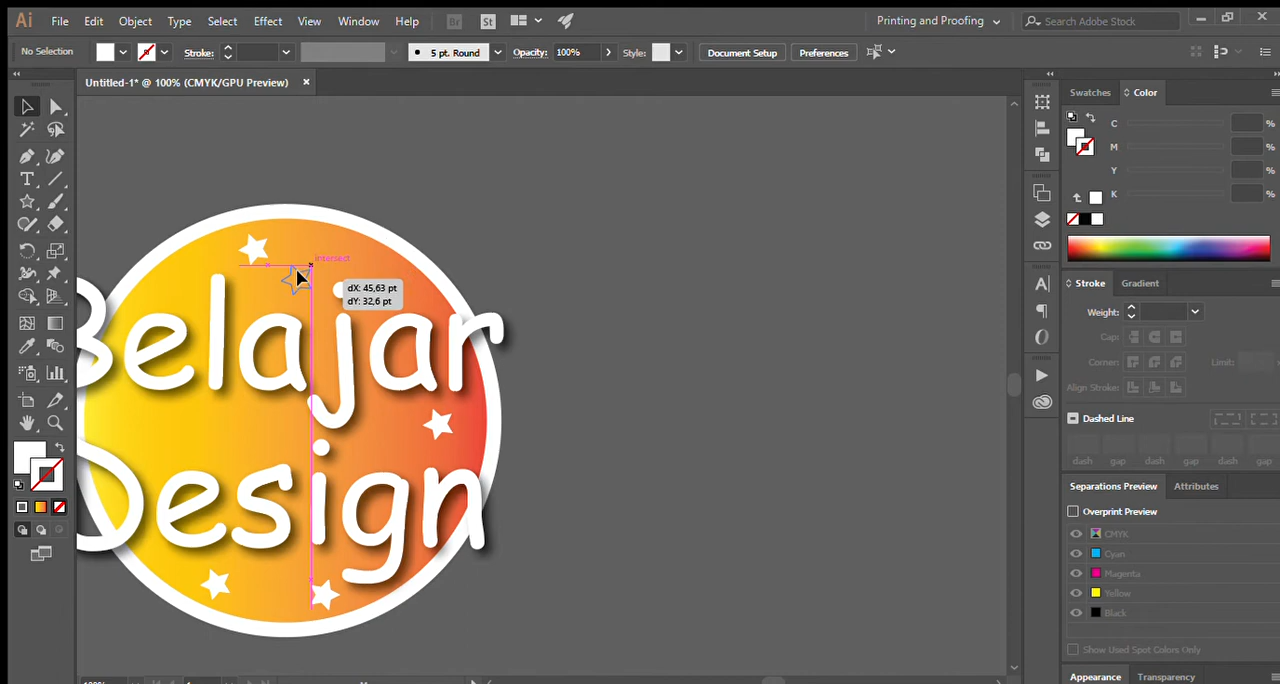 Ai File Edit Object Type Select Effect View Window Help Br St Printing and Proofing Search Adobe Stock
No Selection Stroke: 5 pt. Round Opacity: 100% Style: Document Setup Preferences
Untitled-1* @ 100% (CMYK/GPU Preview) ×
Swatches Color
C %
M %
Y %
K %
intersect
dX: 45,63 pt
dY: 32,6 pt
Belajar
Design
Stroke Gradient
Weight:
Cap:
Corner: Limit:
Align Stroke:
Dashed Line
dash gap dash gap dash gap
Separations Preview Attributes
Overprint Preview
CMYK
Cyan
Magenta
Yellow
Black
Show Used Spot Colors Only
Appearance Transparency